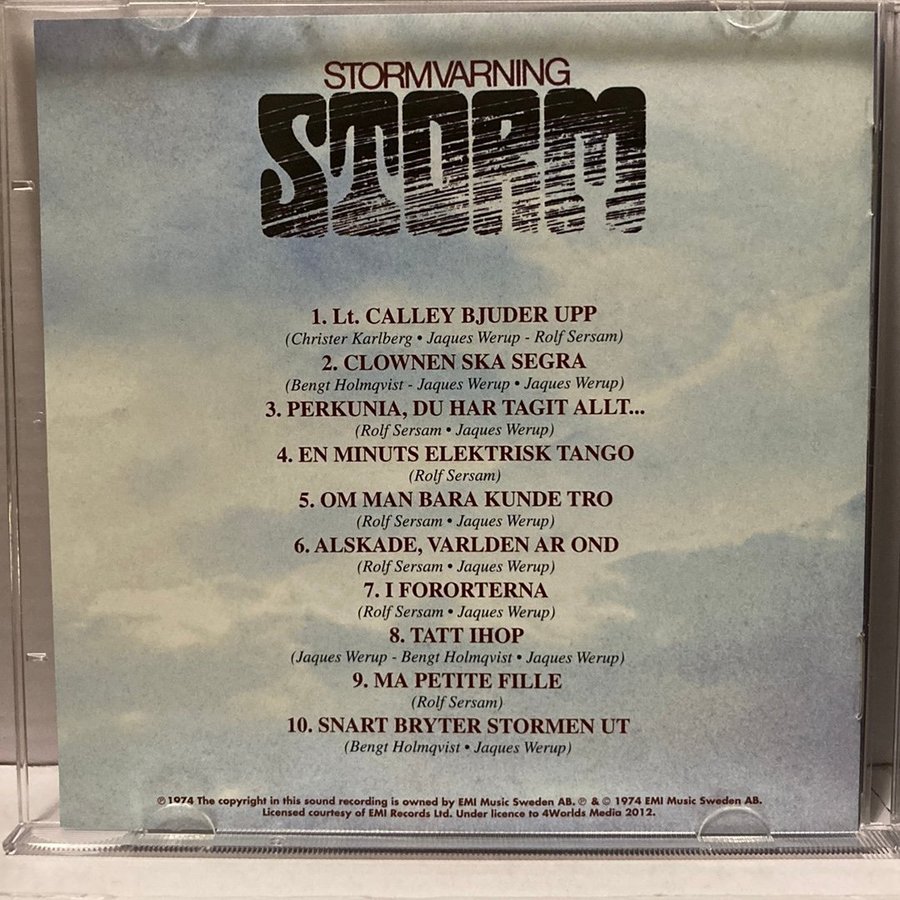 STORMVARNING
STORM
1. Lt. CALLEY BJUDER UPP
(Christer Karlberg • Jaques Werup - Rolf Sersam)
2. CLOWNEN SKA SEGRA
(Bengt Holmqvist - Jaques Werup • Jaques Werup)
3. PERKUNIA, DU HAR TAGIT ALLT...
(Rolf Sersam • Jaques Werup)
4. EN MINUTS ELEKTRISK TANGO
(Rolf Sersam)
5. OM MAN BARA KUNDE TRO
(Rolf Sersam • Jaques Werup)
6. ALSKADE, VARLDEN AR OND
(Rolf Sersam • Jaques Werup)
7. I FORORTERNA
(Rolf Sersam • Jaques Werup)
8. TATT IHOP
(Jaques Werup - Bengt Holmqvist • Jaques Werup)
9. MA PETITE FILLE
(Rolf Sersam)
10. SNART BRYTER STORMEN UT
(Bengt Holmqvist • Jaques Werup)
℗ 1974 The copyright in this sound recording is owned by EMI Music Sweden AB. ℗ & © 1974 EMI Music Sweden AB.
Licensed courtesy of EMI Records Ltd. Under licence to 4Worlds Media 2012.